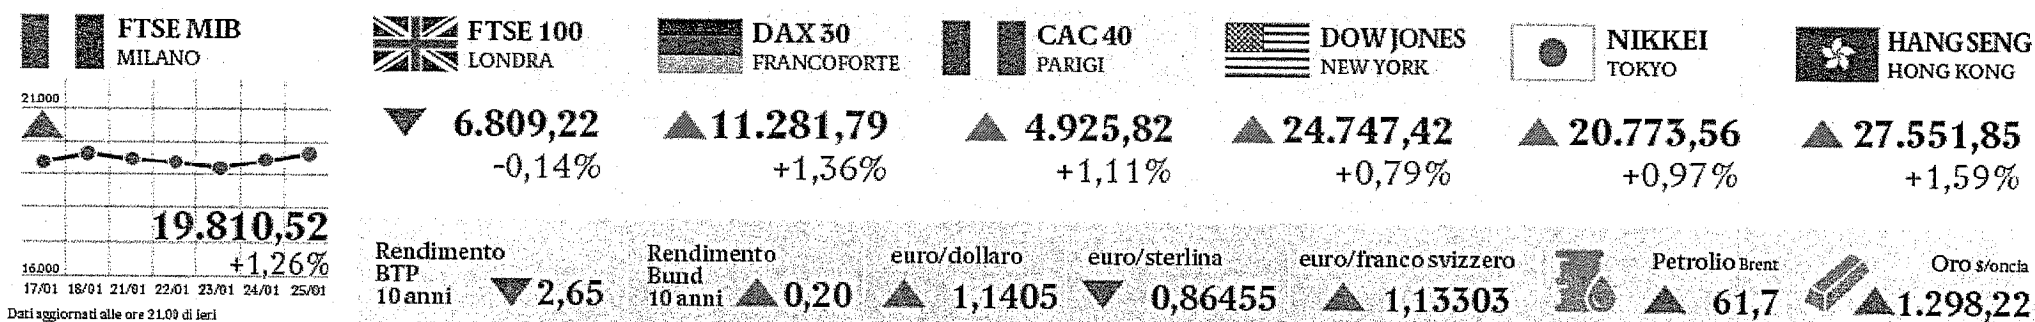 FTSE MIB
MILANO
21.000
19.810,52
+1,26%
16.000
17/01 18/01 21/01 22/01 23/01 24/01 25/01
Dati aggiornati alle ore 21.00 di ieri
FTSE 100
LONDRA
6.809,22
-0,14%
DAX 30
FRANCOFORTE
11.281,79
+1,36%
CAC 40
PARIGI
4.925,82
+1,11%
DOW JONES
NEW YORK
24.747,42
+0,79%
NIKKEI
TOKYO
20.773,56
+0,97%
HANG SENG
HONG KONG
27.551,85
+1,59%
Rendimento
BTP
10 anni
2,65
Rendimento
Bund
10 anni
0,20
euro/dollaro
1,1405
euro/sterlina
0,86455
euro/franco svizzero
1,13303
Petrolio Brent
61,7
Oro $/oncia
1.298,22